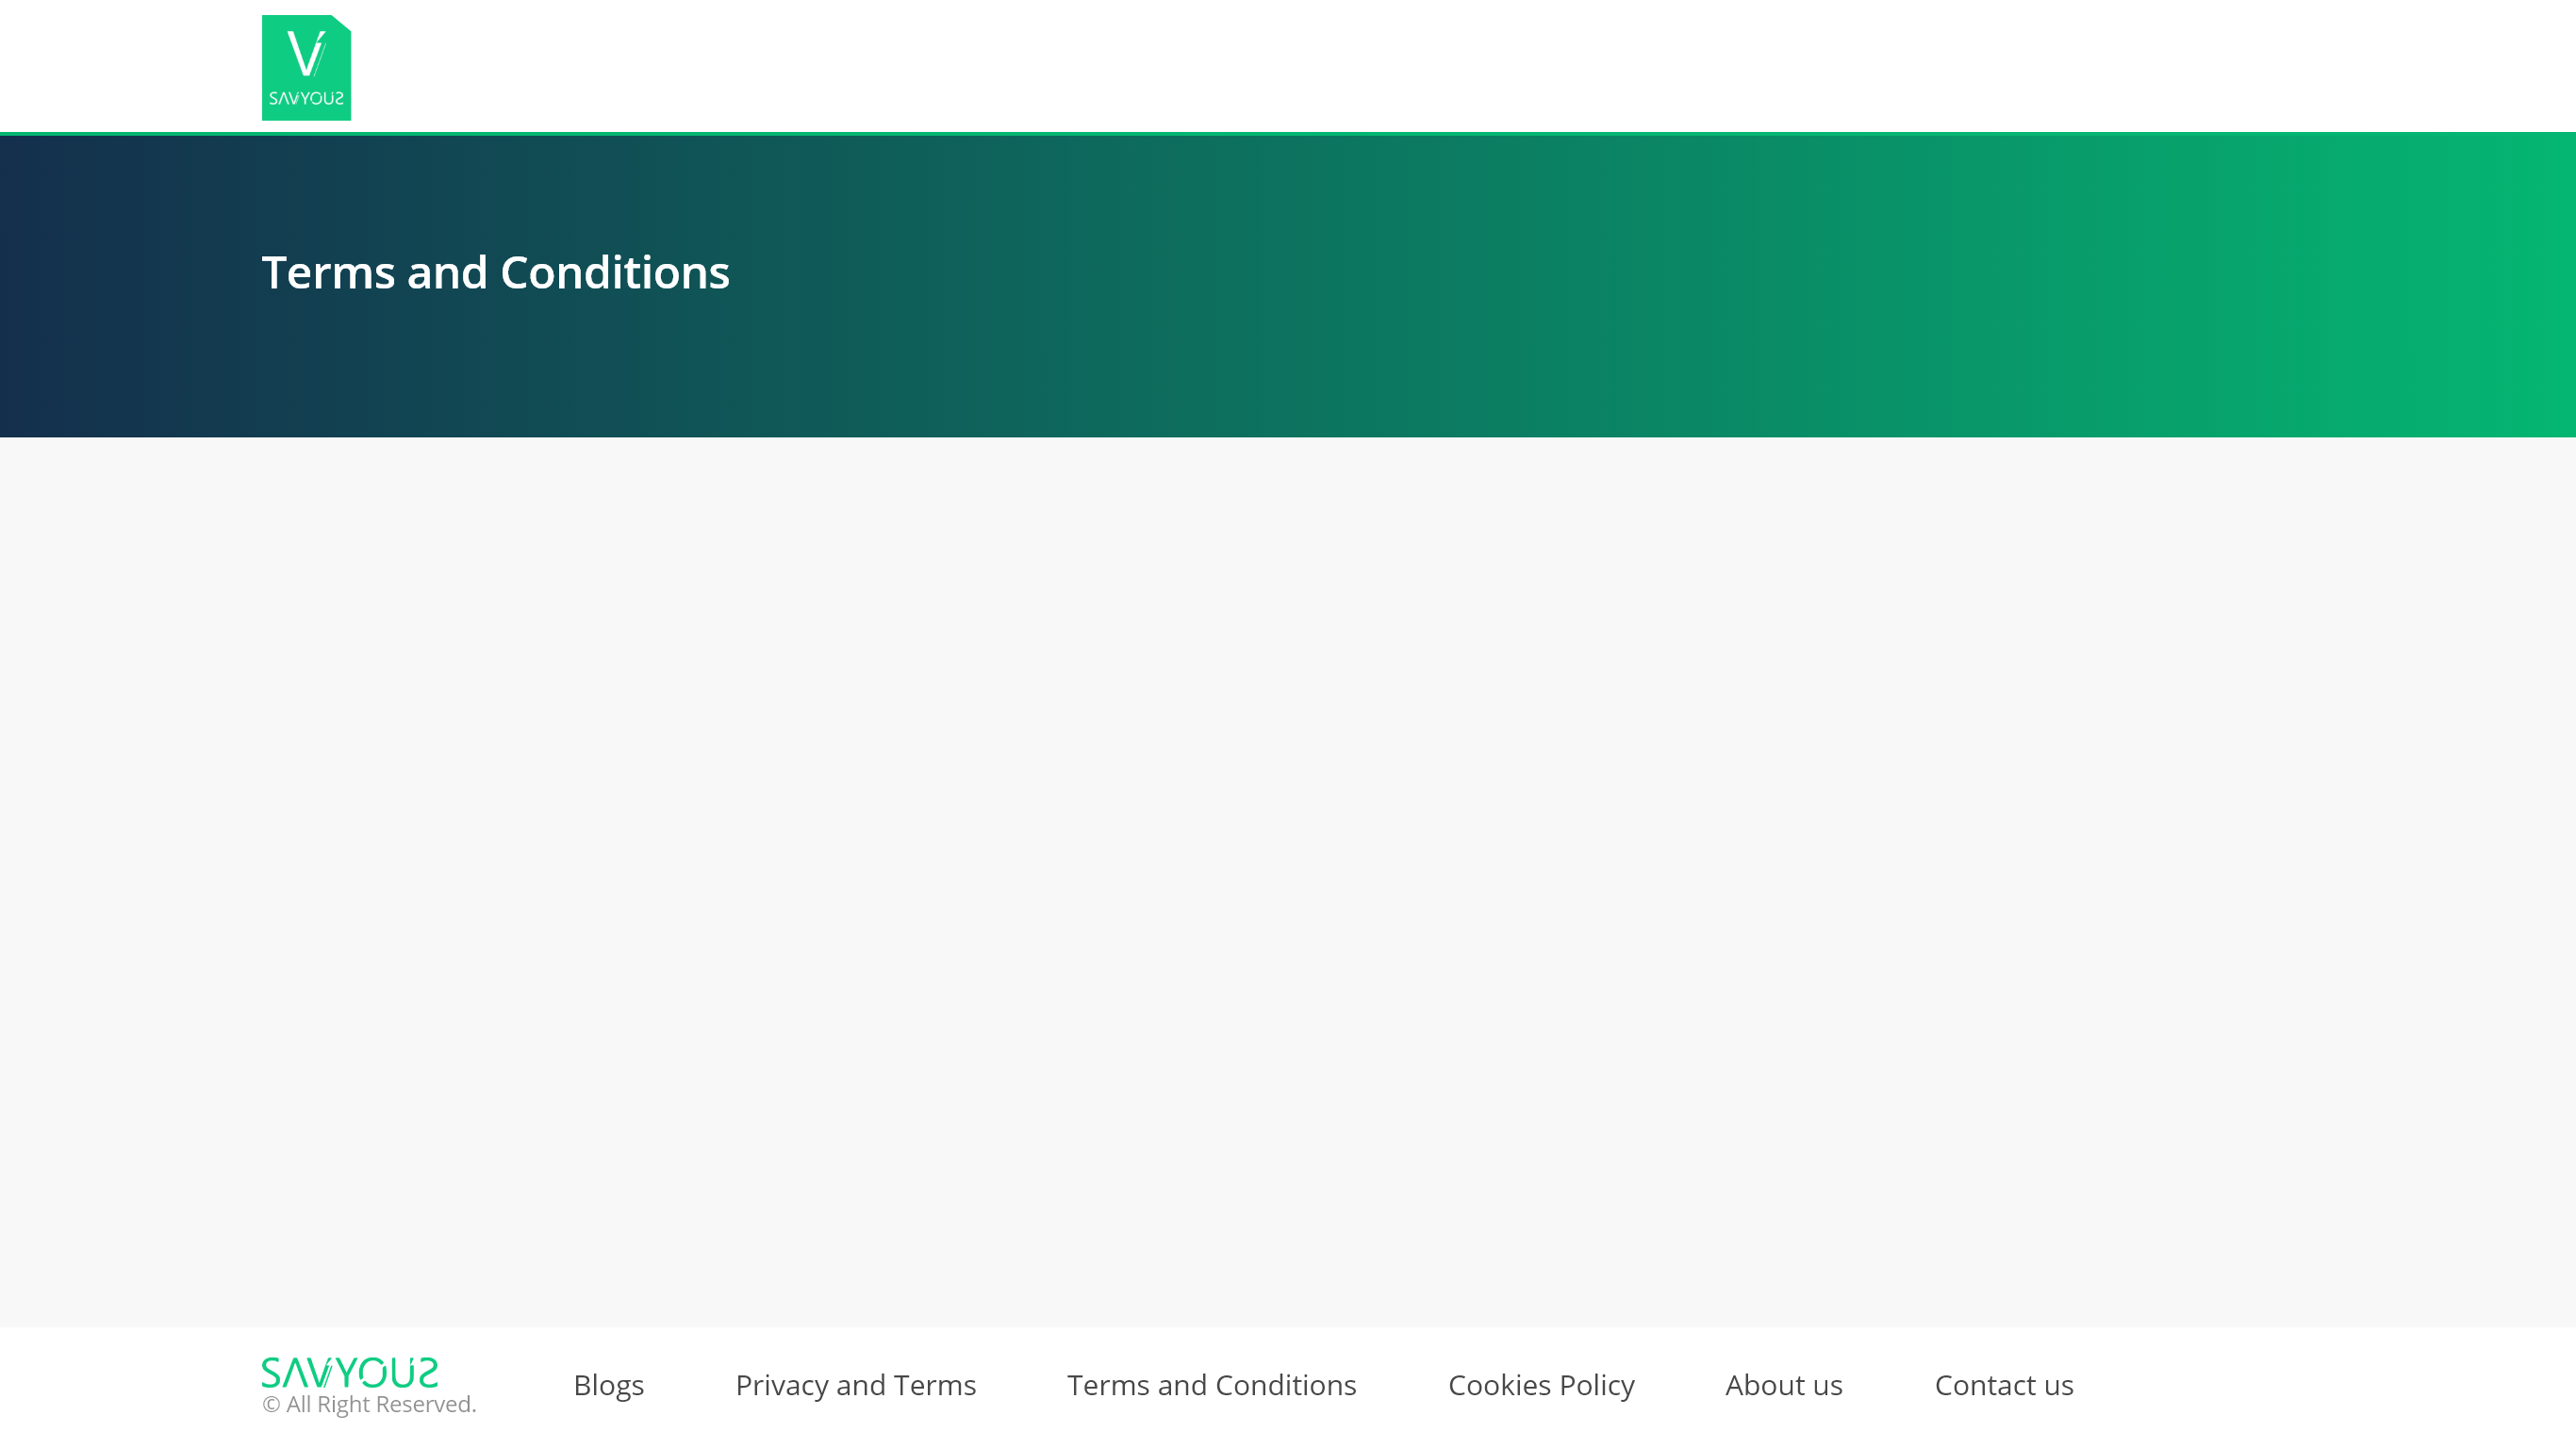 SAVYOUS
Terms and Conditions
SAVYOUS
© All Right Reserved.
Blogs
Privacy and Terms
Terms and Conditions
Cookies Policy
About us
Contact us